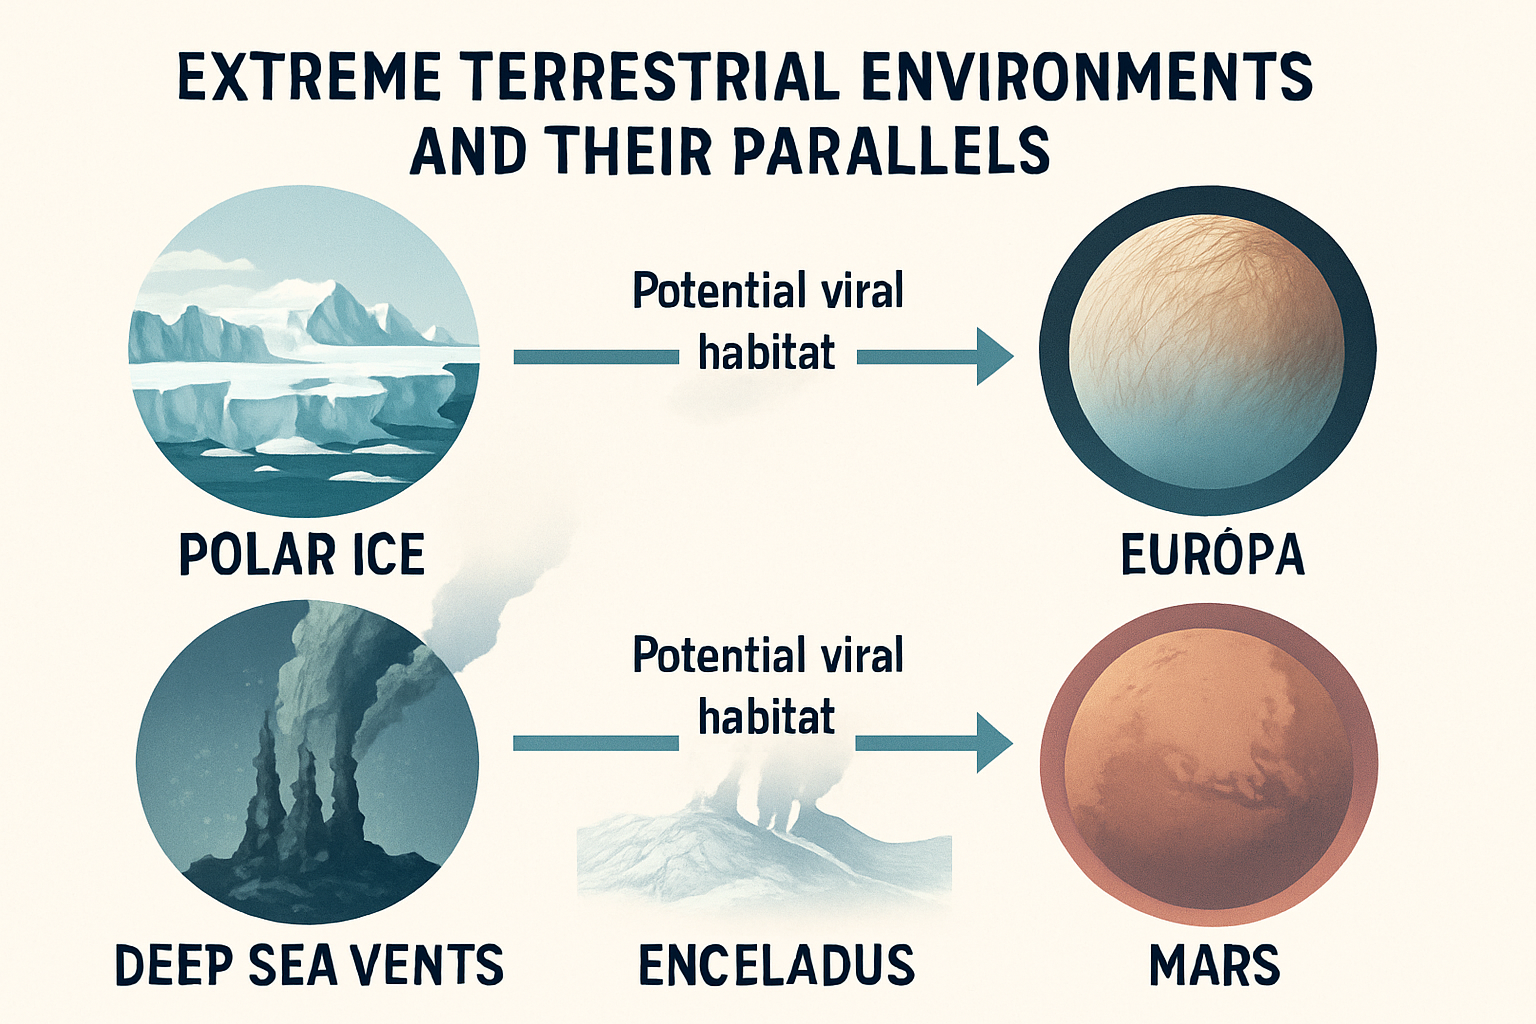 EXTREME TERRESTRIAL ENVIRONMENTS
AND THEIR PARALLELS
Potential viral
habitat
POLAR ICE
EURÓPA
Potential viral
habitat
DEEP SEA VENTS
ENCELADUS
MARS